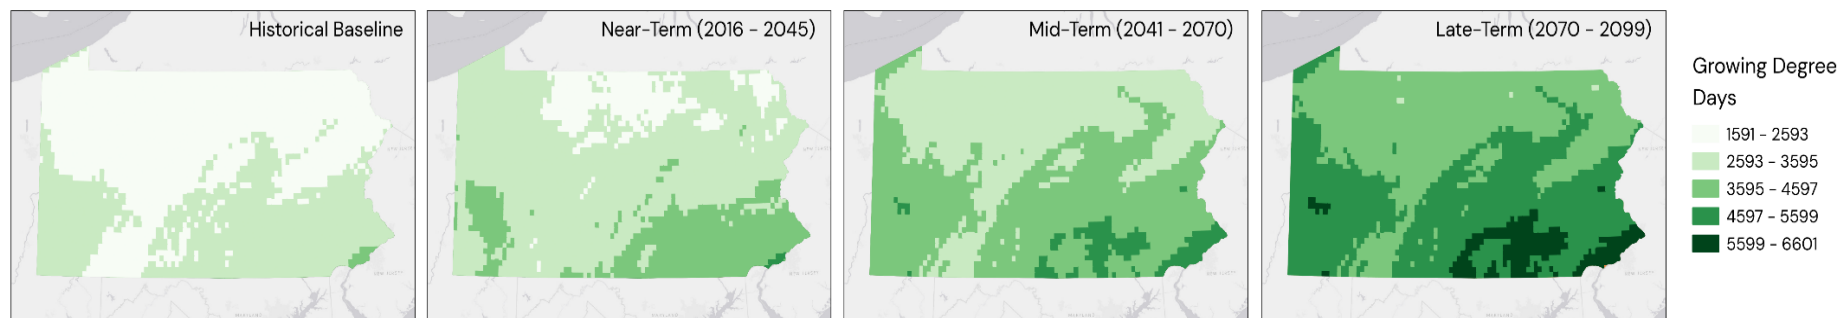 Historical Baseline
Near-Term (2016 - 2045)
Mid-Term (2041 - 2070)
Late-Term (2070 - 2099)
Growing Degree
Days
1591 - 2593
2593 - 3595
3595 - 4597
4597 - 5599
5599 - 6601